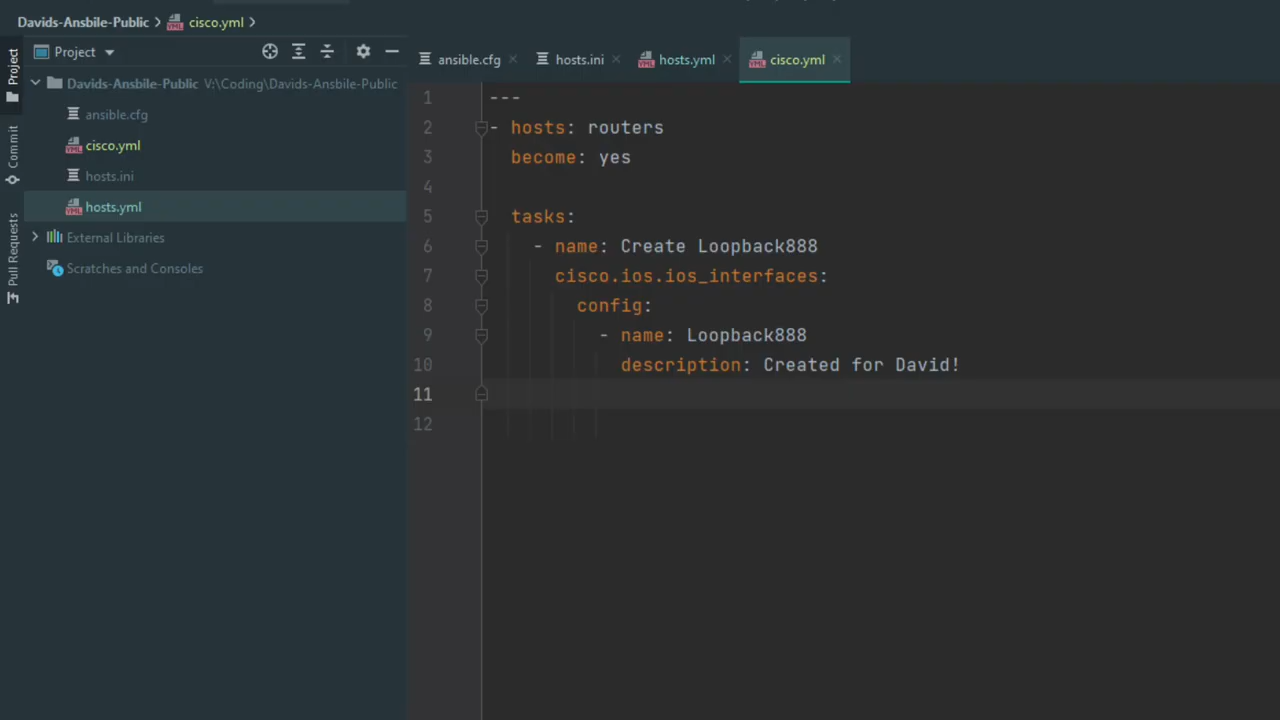 Davids-Ansbile-Public
cisco.yml
Project
ansible.cfg
hosts.ini
hosts.yml
cisco.yml
Project
Commit
Pull Requests
Davids-Ansbile-Public V:\Coding\Davids-Ansbile-Public
ansible.cfg
cisco.yml
hosts.ini
hosts.yml
External Libraries
Scratches and Consoles
1 ---
2 - hosts: routers
3 become: yes
4
5 tasks:
6 - name: Create Loopback888
7 cisco.ios.ios_interfaces:
8 config:
9 - name: Loopback888
10 description: Created for David!
11
12